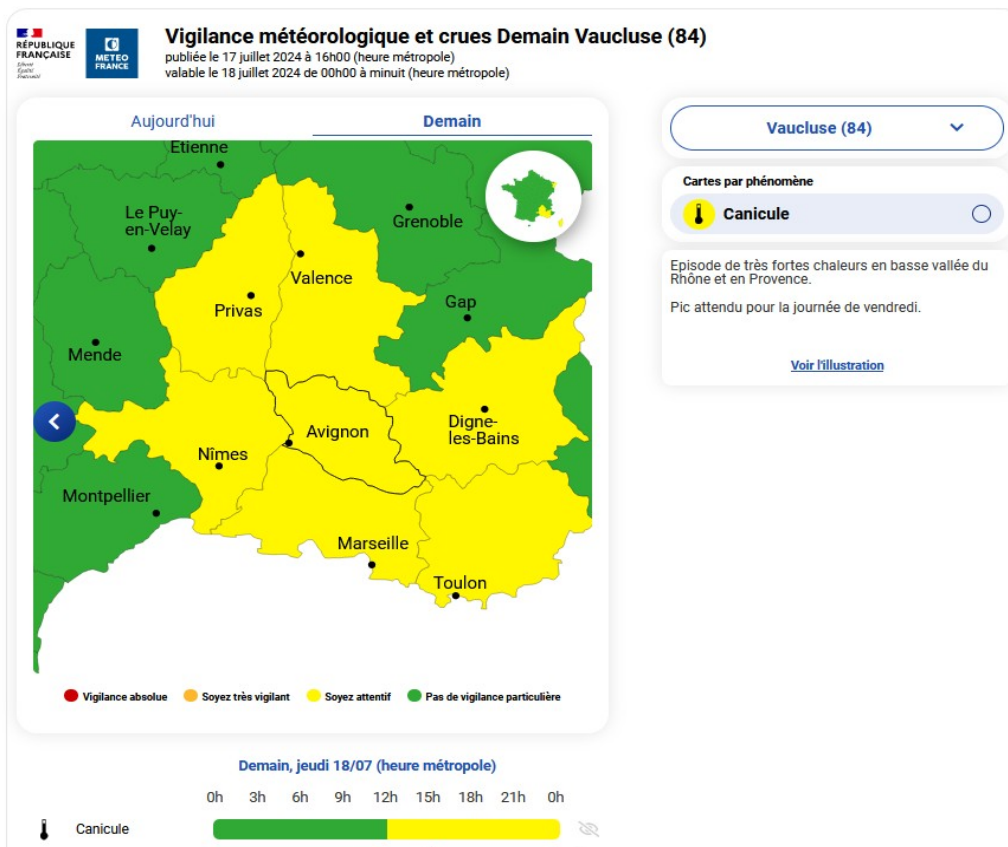 RÉPUBLIQUE
FRANÇAISE
Liberté
Égalité
Fraternité
METEO
FRANCE
Vigilance météorologique et crues Demain Vaucluse (84)
publiée le 17 juillet 2024 à 16h00 (heure métropole)
valable le 18 juillet 2024 de 00h00 à minuit (heure métropole)
Aujourd'hui
Demain
Etienne
Le Puy-
en-Velay
Grenoble
Valence
Privas
Gap
Mende
Avignon
Digne-
les-Bains
Nîmes
Montpellier
Marseille
Toulon
Vigilance absolue
Soyez très vigilant
Soyez attentif
Pas de vigilance particulière
Vaucluse (84)
Cartes par phénomène
Canicule
Episode de très fortes chaleurs en basse vallée du
Rhône et en Provence.
Pic attendu pour la journée de vendredi.
Voir l'illustration
Demain, jeudi 18/07 (heure métropole)
0h 3h 6h 9h 12h 15h 18h 21h 0h
Canicule